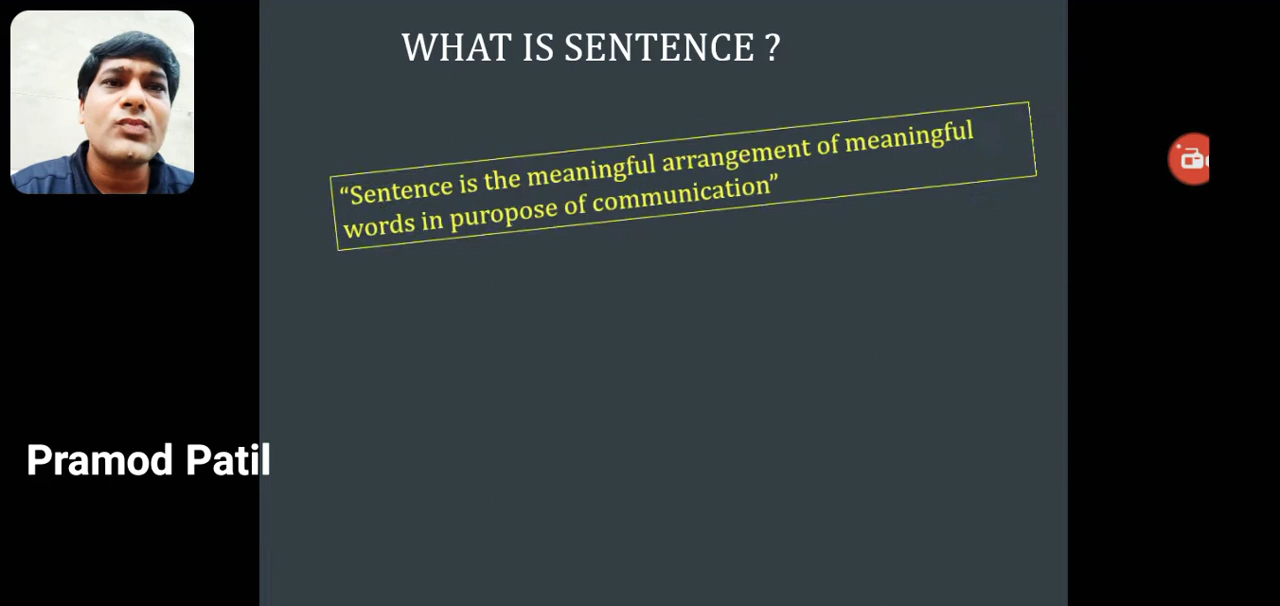 WHAT IS SENTENCE ?
“Sentence is the meaningful arrangement of meaningful
words in puropose of communication”
Pramod Patil